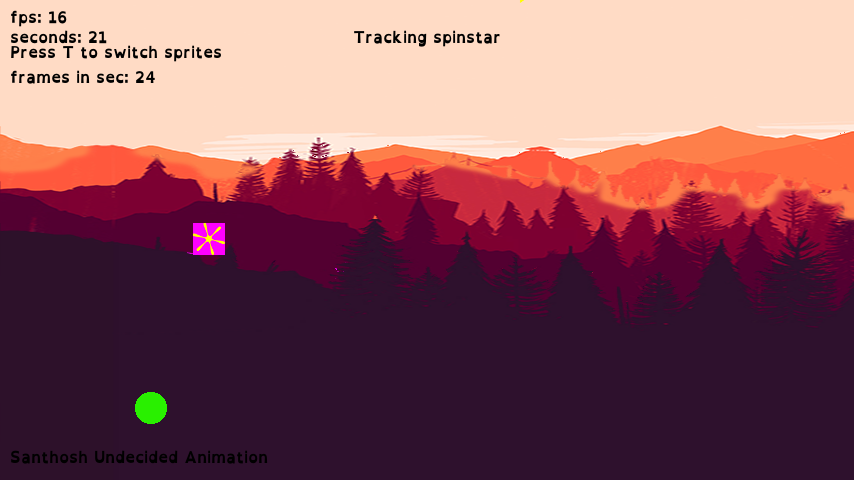 fps: 16
seconds: 21
Tracking spinstar
Press T to switch sprites
frames in sec: 24
Santhosh Undecided Animation